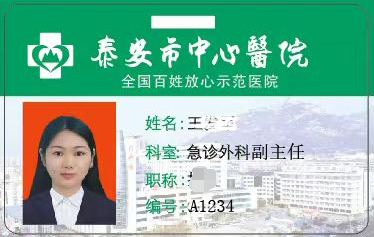 泰安市中心醫院
全国百姓放心示范医院
姓名: 王
科室: 急诊外科副主任
职称:
编号: A1234